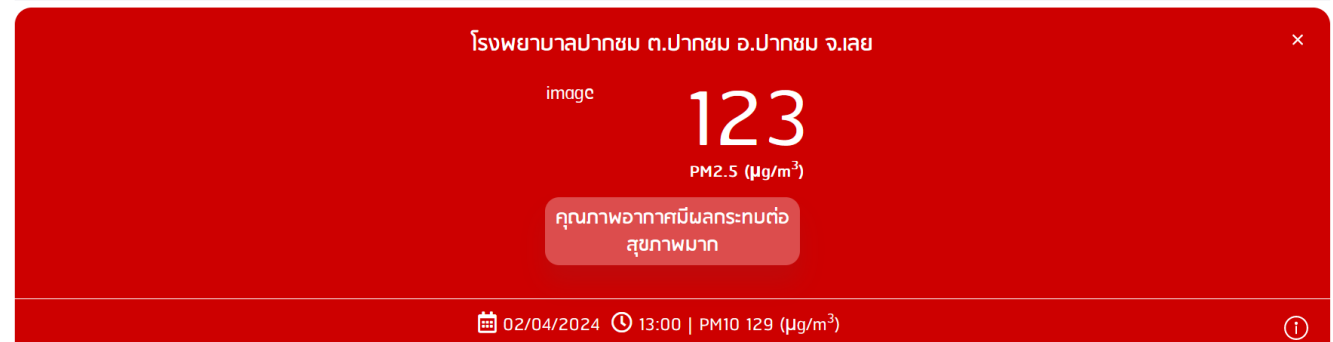 โรงพยาบาลปากชม ต.ปากชม อ.ปากชม จ.เลย
image 123
PM2.5 (μg/m³)
คุณภาพอากาศมีผลกระทบต่อ
สุขภาพมาก
02/04/2024 13:00 | PM10 129 (μg/m³)